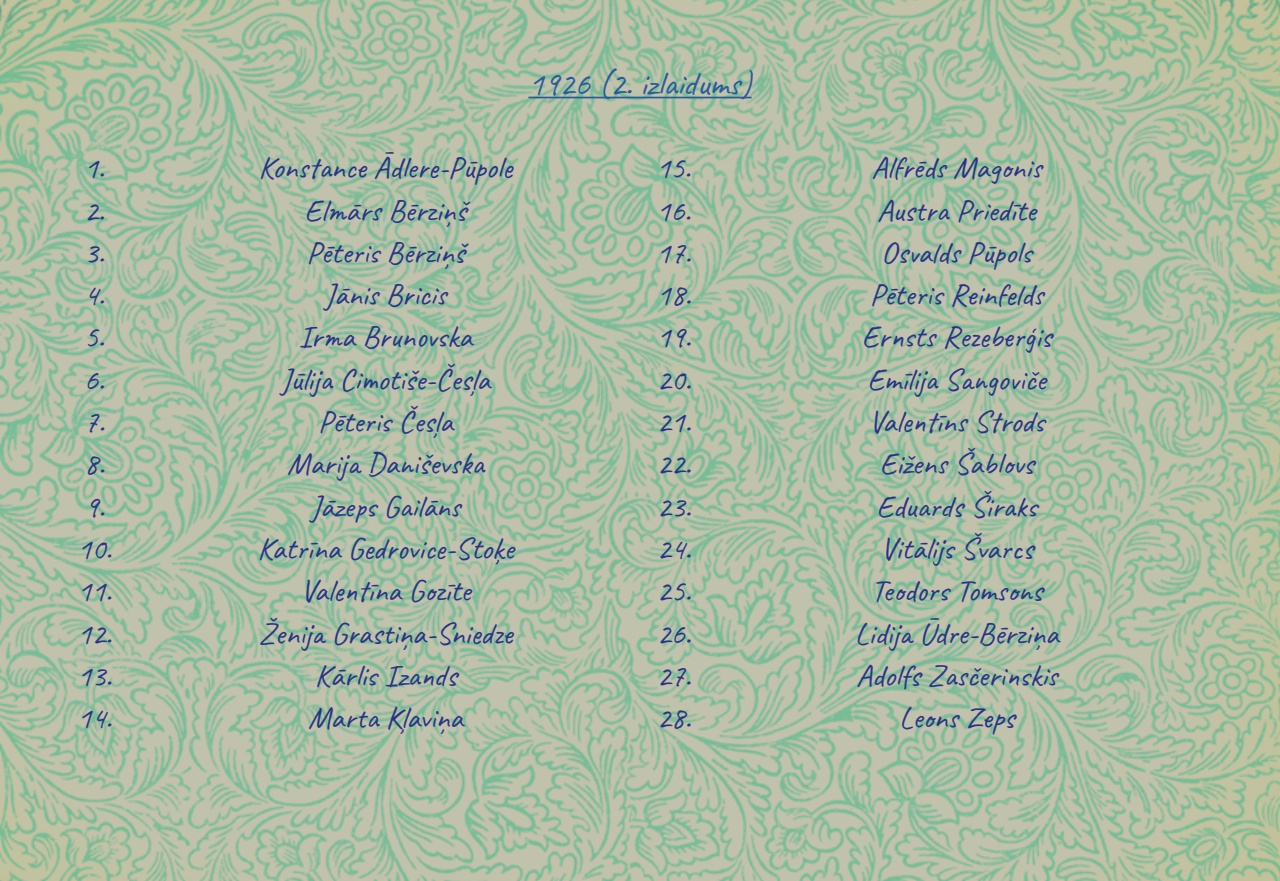 1926 (2. izlaidums)
1. Konstance Ādlere-Pūpole
2. Elmārs Bērziņš
3. Pēteris Bērziņš
4. Jānis Bricis
5. Irma Brunovska
6. Jūlija Cimotiše-Česļa
7. Pēteris Česļa
8. Marija Daniševska
9. Jāzeps Gailāns
10. Katrīna Gedrovice-Stoķe
11. Valentīna Gozīte
12. Ženija Grastiņa-Sniedze
13. Kārlis Izands
14. Marta Kļaviņa
15. Alfrēds Magonis
16. Austra Priedīte
17. Osvalds Pūpols
18. Pēteris Reinfelds
19. Ernsts Rezeberģis
20. Emīlija Sangoviče
21. Valentīns Strods
22. Eižens Šablovs
23. Eduards Širaks
24. Vitālijs Švarcs
25. Teodors Tomsons
26. Lidija Ūdre-Bērziņa
27. Adolfs Zasčerinskis
28. Leons Zeps